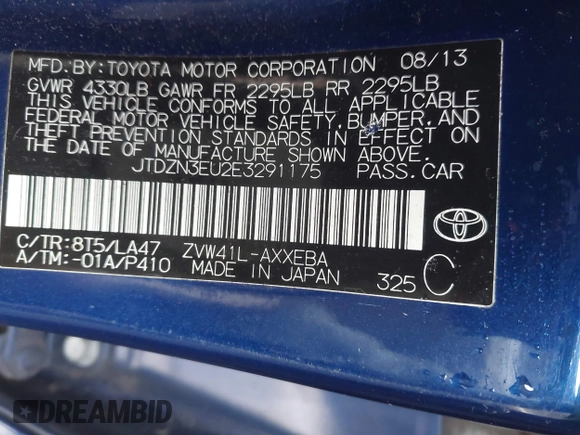 MFD. BY: TOYOTA MOTOR CORPORATION 08/13
GVWR 4330LB GAWR FR 2295LB RR 2295LB
THIS VEHICLE CONFORMS TO ALL APPLICABLE
FEDERAL MOTOR VEHICLE SAFETY, BUMPER, AND
THEFT PREVENTION STANDARDS IN EFFECT ON
THE DATE OF MANUFACTURE SHOWN ABOVE.
JTDZN3EU2E3291175 PASS. CAR
C/TR: 8T5/LA47 ZVW41L-AXXEBA
A/TM: -01A/P410 MADE IN JAPAN 325 C
TOYOTA
DREAMBID